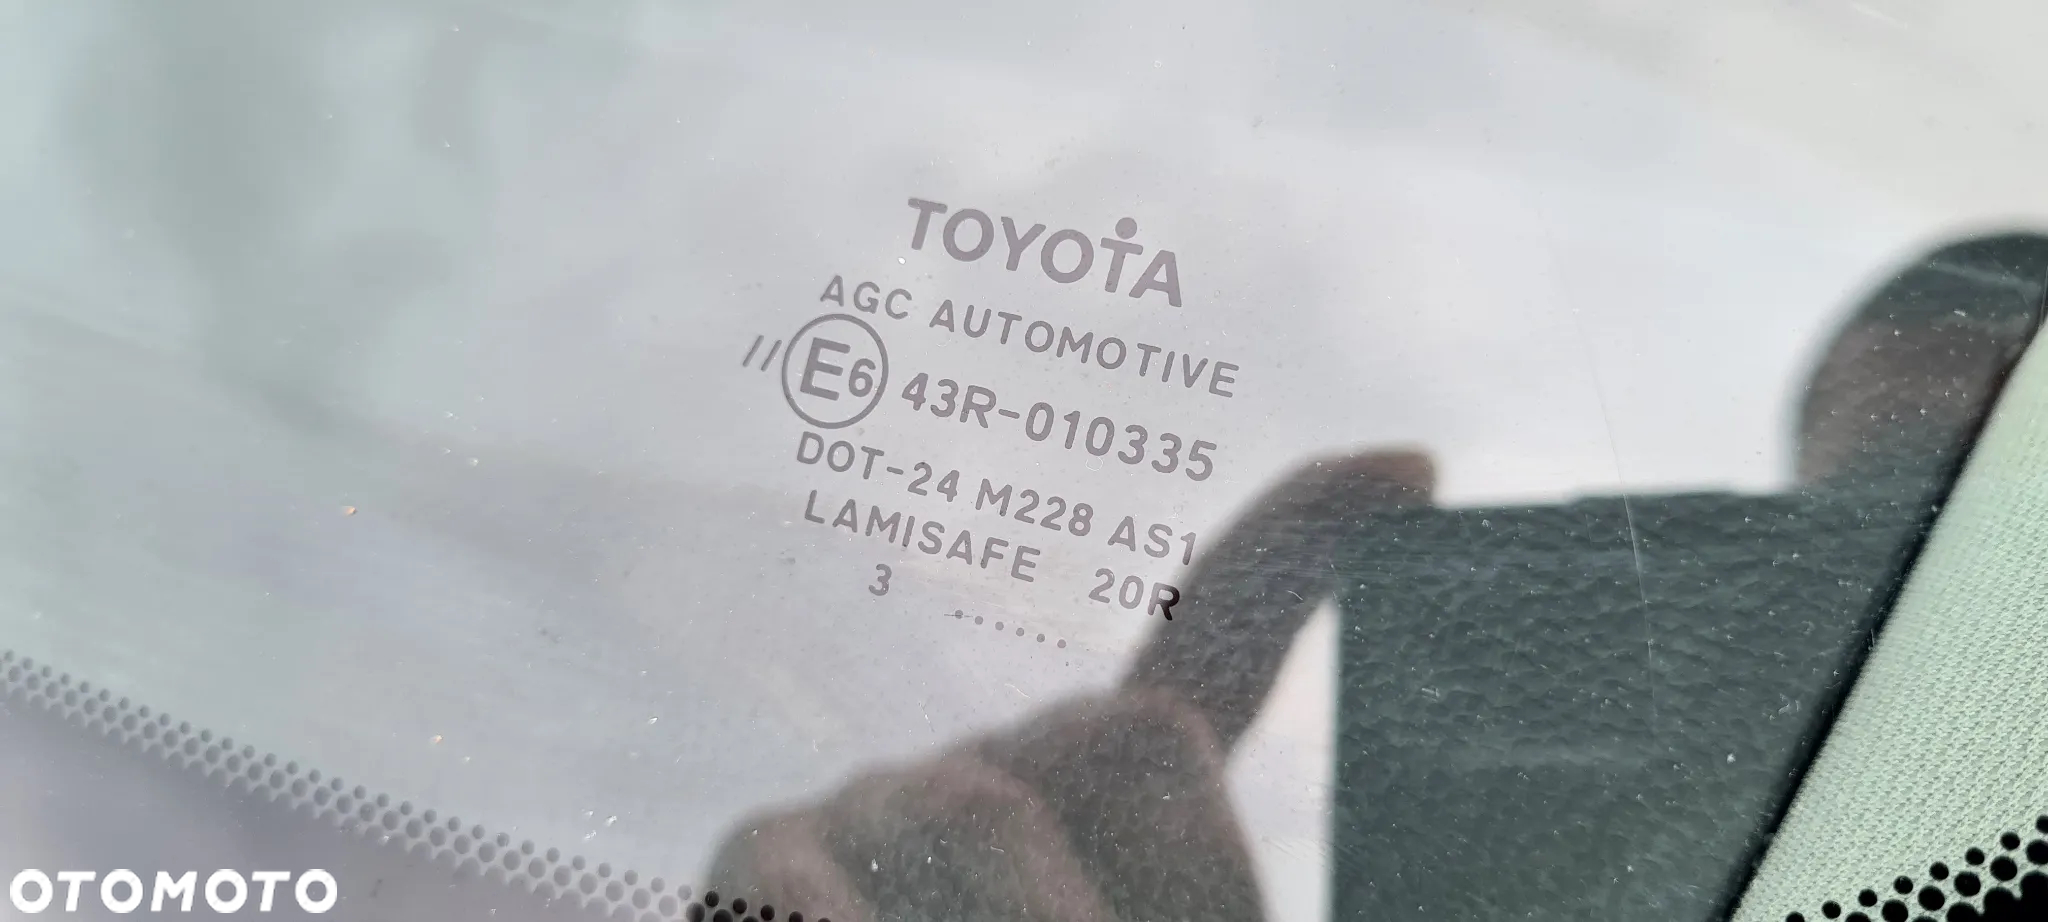 TOYOTA
AGC AUTOMOTIVE
// E6 43R-010335
DOT-24 M228 AS1
LAMISAFE 20R
3 ......
OTOMOTO